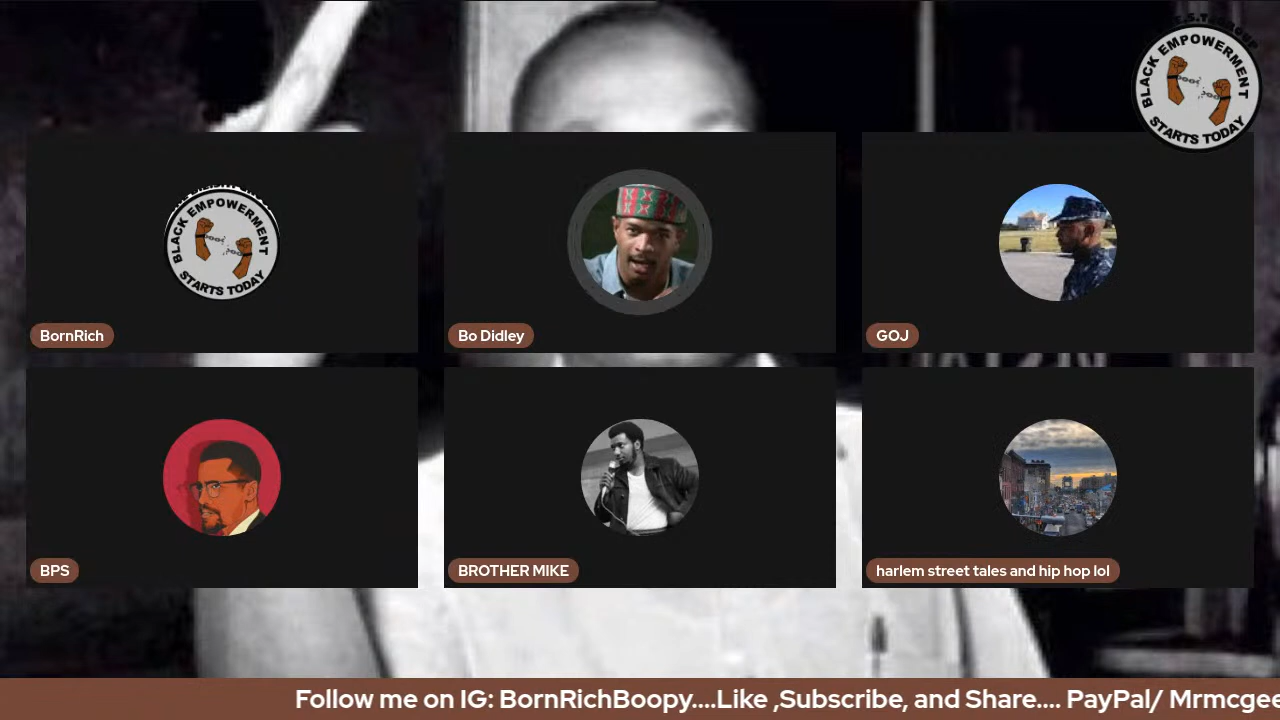 BLACK EMPOWERMENT
STARTS TODAY
BLACK EMPOWERMENT
STARTS TODAY
BornRich
Bo Didley
GOJ
BPS
BROTHER MIKE
harlem street tales and hip hop lol
Follow me on IG: BornRichBoopy....Like ,Subscribe, and Share.... PayPal/ Mrmcgee